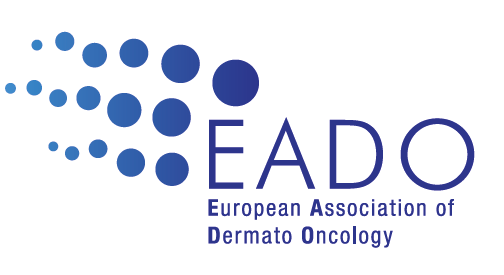 EADO
European Association of
Dermato Oncology